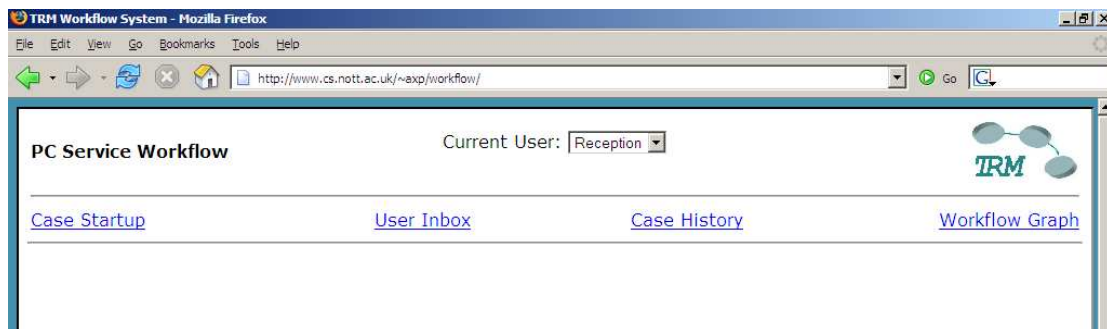 TRM Workflow System - Mozilla Firefox
File Edit View Go Bookmarks Tools Help
http://www.cs.nott.ac.uk/~axp/workflow/ Go G
PC Service Workflow Current User: Reception TRM
Case Startup User Inbox Case History Workflow Graph